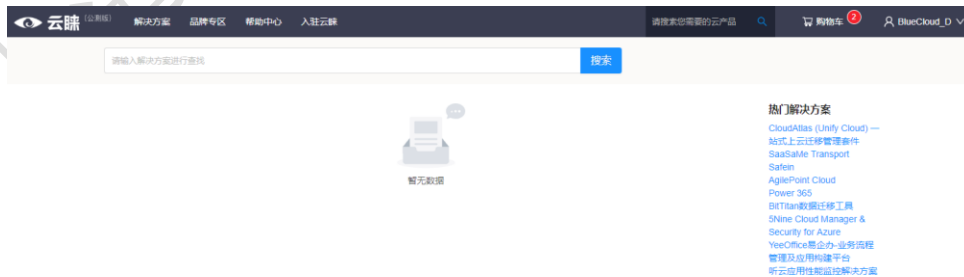 云睐 (公测版) 解决方案 品牌专区 帮助中心 入驻云睐 请搜索您需要的云产品 购物车 2 BlueCloud_D
请输入解决方案进行查找 搜索
暂无数据
热门解决方案
CloudAtlas (Unify Cloud) —
站式上云迁移管理套件
SaaSaMe Transport
Safein
AgilePoint Cloud
Power 365
BitTitan数据迁移工具
5Nine Cloud Manager &
Security for Azure
YeeOffice易企办-业务流程
管理及应用构建平台
听云应用性能监控解决方案